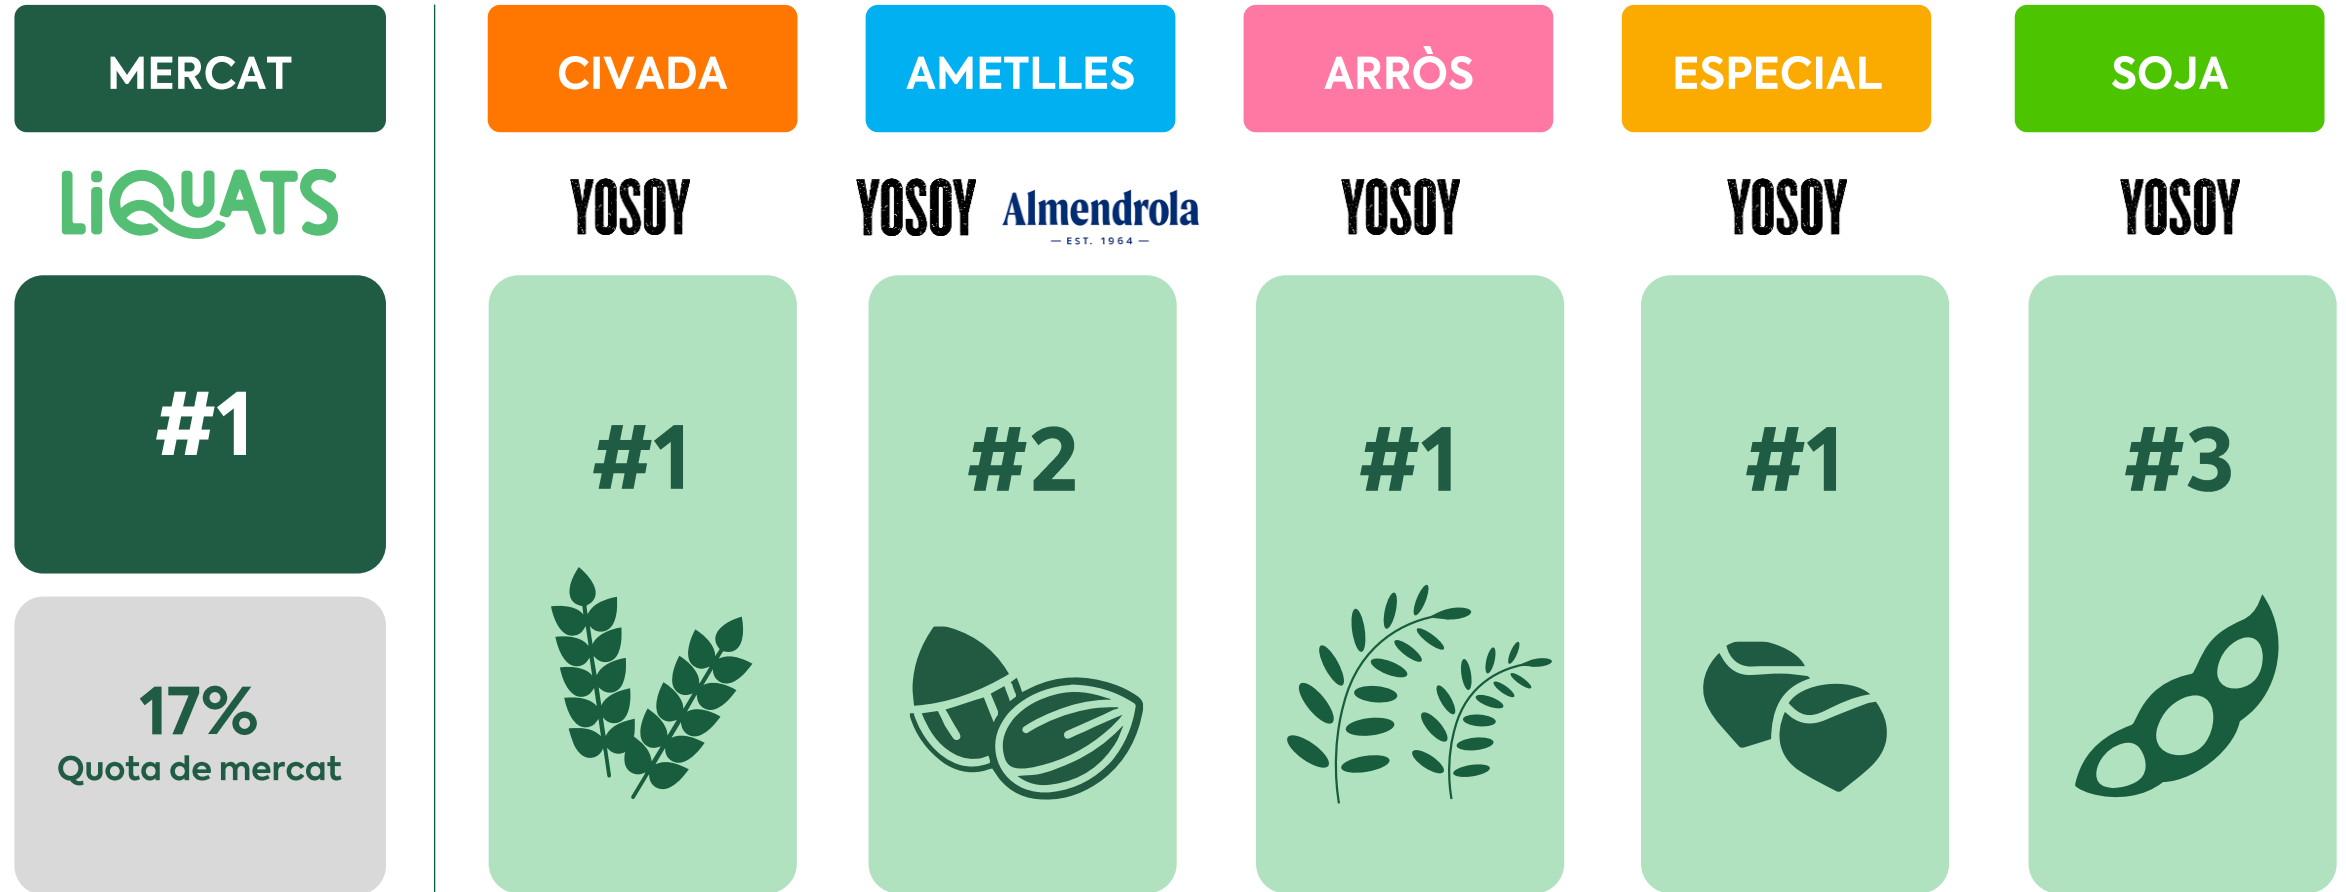 MERCAT
LiQUATS
#1
17%
Quota de mercat
CIVADA
YOSOY
#1
AMETLLES
YOSOY
Almendrola
— EST. 1964 —
#2
ARRÒS
YOSOY
#1
ESPECIAL
YOSOY
#1
SOJA
YOSOY
#3